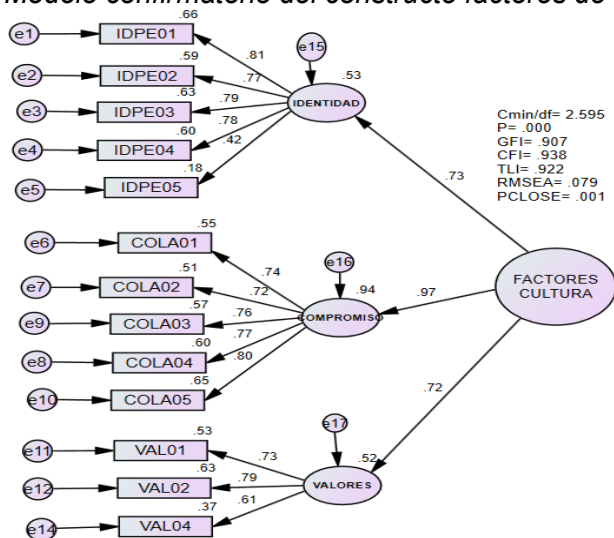 Modelo confirmatorio del constructo factores de
e1 IDPE01 .66
e2 IDPE02 .59
e3 IDPE03 .63
e4 IDPE04 .60
e5 IDPE05 .18
.81
.77
.79
.78
.42
e15
IDENTIDAD .53
Cmin/df= 2.595
P= .000
GFI= .907
CFI= .938
TLI= .922
RMSEA= .079
PCLOSE= .001
.73
e6 COLA01 .55
e7 COLA02 .51
e9 COLA03 .57
e8 COLA04 .60
e10 COLA05 .65
.74
.72
.76
.77
.80
e16
COMPROMISO .94
.97
FACTORES
CULTURA
.72
e11 VAL01 .53
e12 VAL02 .63
e14 VAL04 .37
.73
.79
.61
e17
VALORES .52